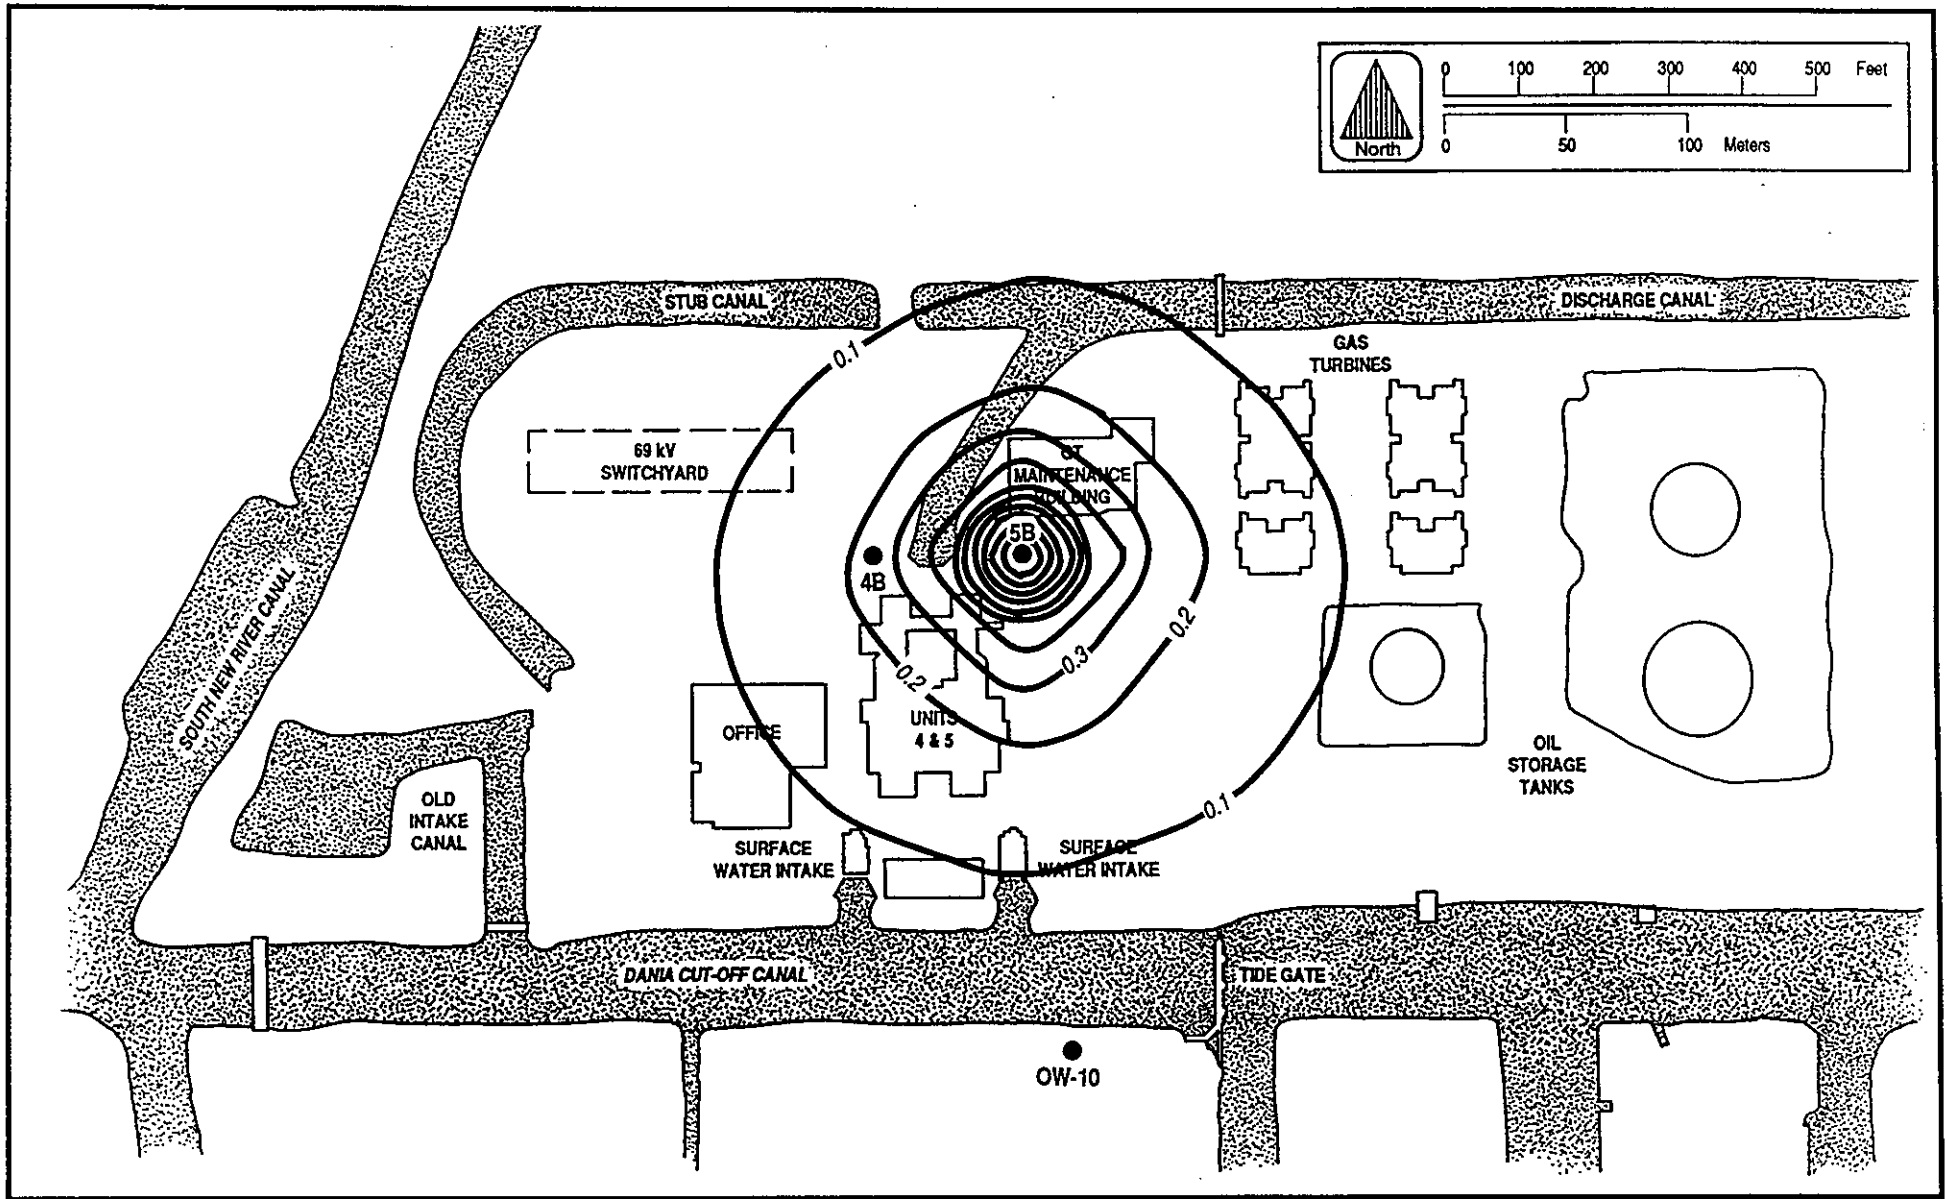 0 100 200 300 400 500 Feet
North
0 50 100 Meters
STUB CANAL
DISCHARGE CANAL
0.1
GAS
TURBINES
69 kV
SWITCHYARD
GT
MAINTENANCE
BUILDING
5B
4B
SOUTH NEW RIVER CANAL
0.2
0.3
0.2
UNITS
4 & 5
OFFICE
OIL
STORAGE
TANKS
OLD
INTAKE
CANAL
0.1
SURFACE
WATER INTAKE
SURFACE
WATER INTAKE
DANIA CUT-OFF CANAL
TIDE GATE
OW-10